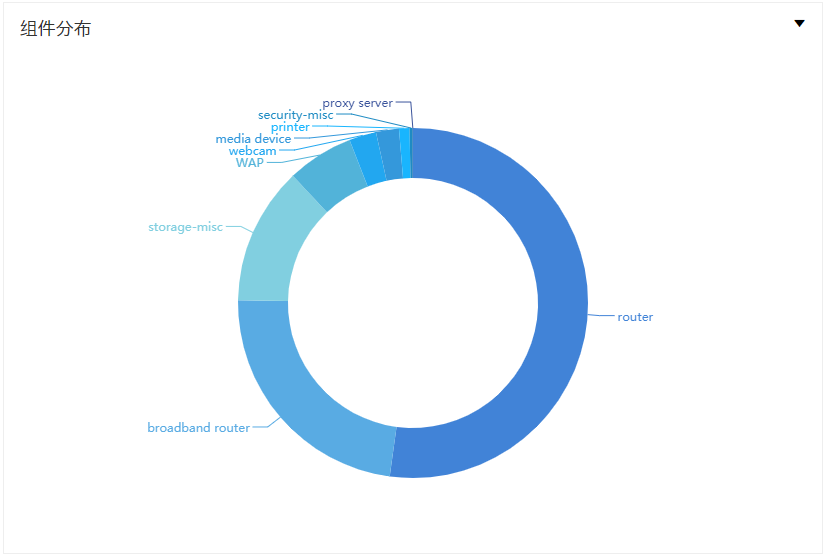 组件分布
proxy server
security-misc
printer
media device
webcam
WAP
storage-misc
router
broadband router